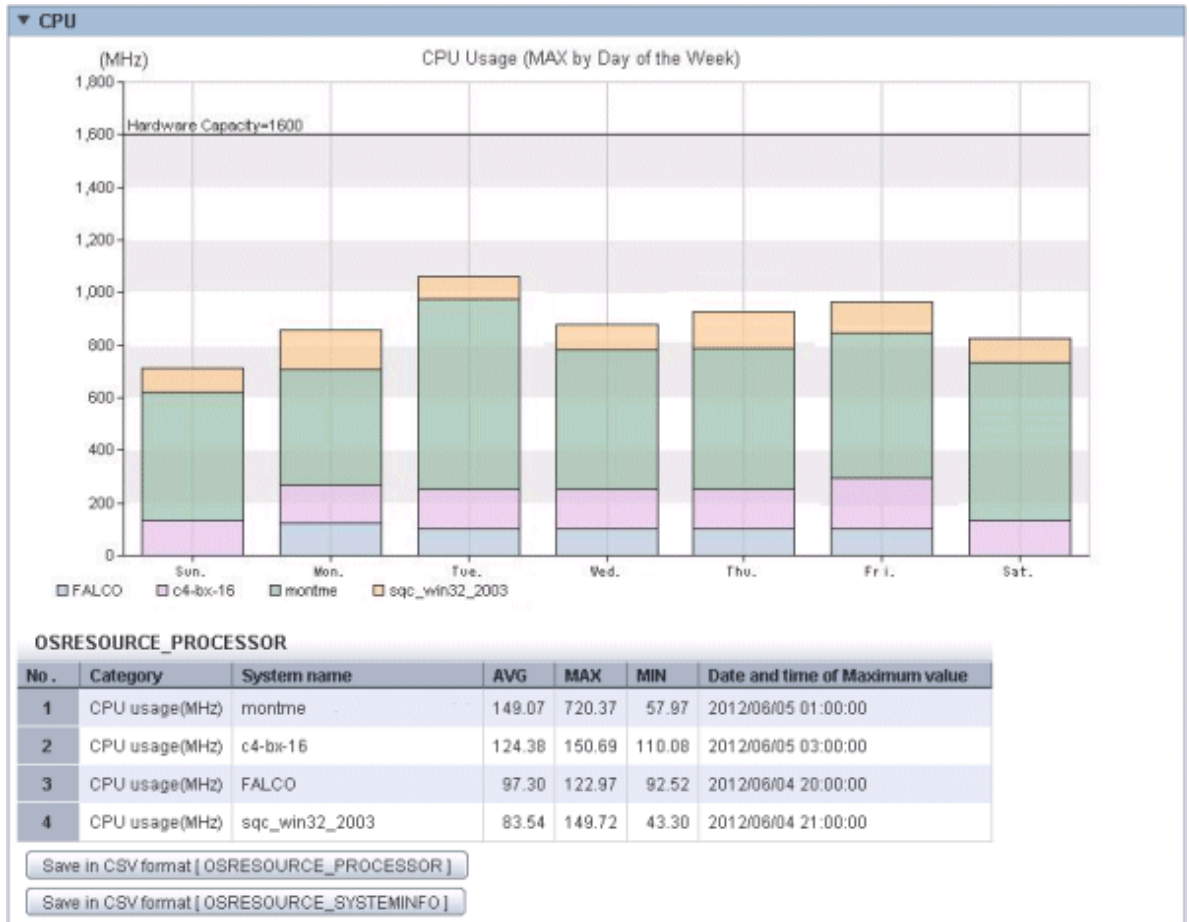 ▼ CPU
(MHz)
CPU Usage (MAX by Day of the Week)
1,800
Hardware Capacity=1600
1,600
1,400
1,200
1,000
800
600
400
200
0
Sun. Mon. Tue. Wed. Thu. Fri. Sat.
FALCO c4-bx-16 montme sqc_win32_2003
OSRESOURCE_PROCESSOR
No. Category System name AVG MAX MIN Date and time of Maximum value
1 CPU usage(MHz) montme 149.07 720.37 57.97 2012/06/05 01:00:00
2 CPU usage(MHz) c4-bx-16 124.38 150.69 110.08 2012/06/05 03:00:00
3 CPU usage(MHz) FALCO 97.30 122.97 92.52 2012/06/04 20:00:00
4 CPU usage(MHz) sqc_win32_2003 83.54 149.72 43.30 2012/06/04 21:00:00
Save in CSV format [ OSRESOURCE_PROCESSOR ]
Save in CSV format [ OSRESOURCE_SYSTEMINFO ]